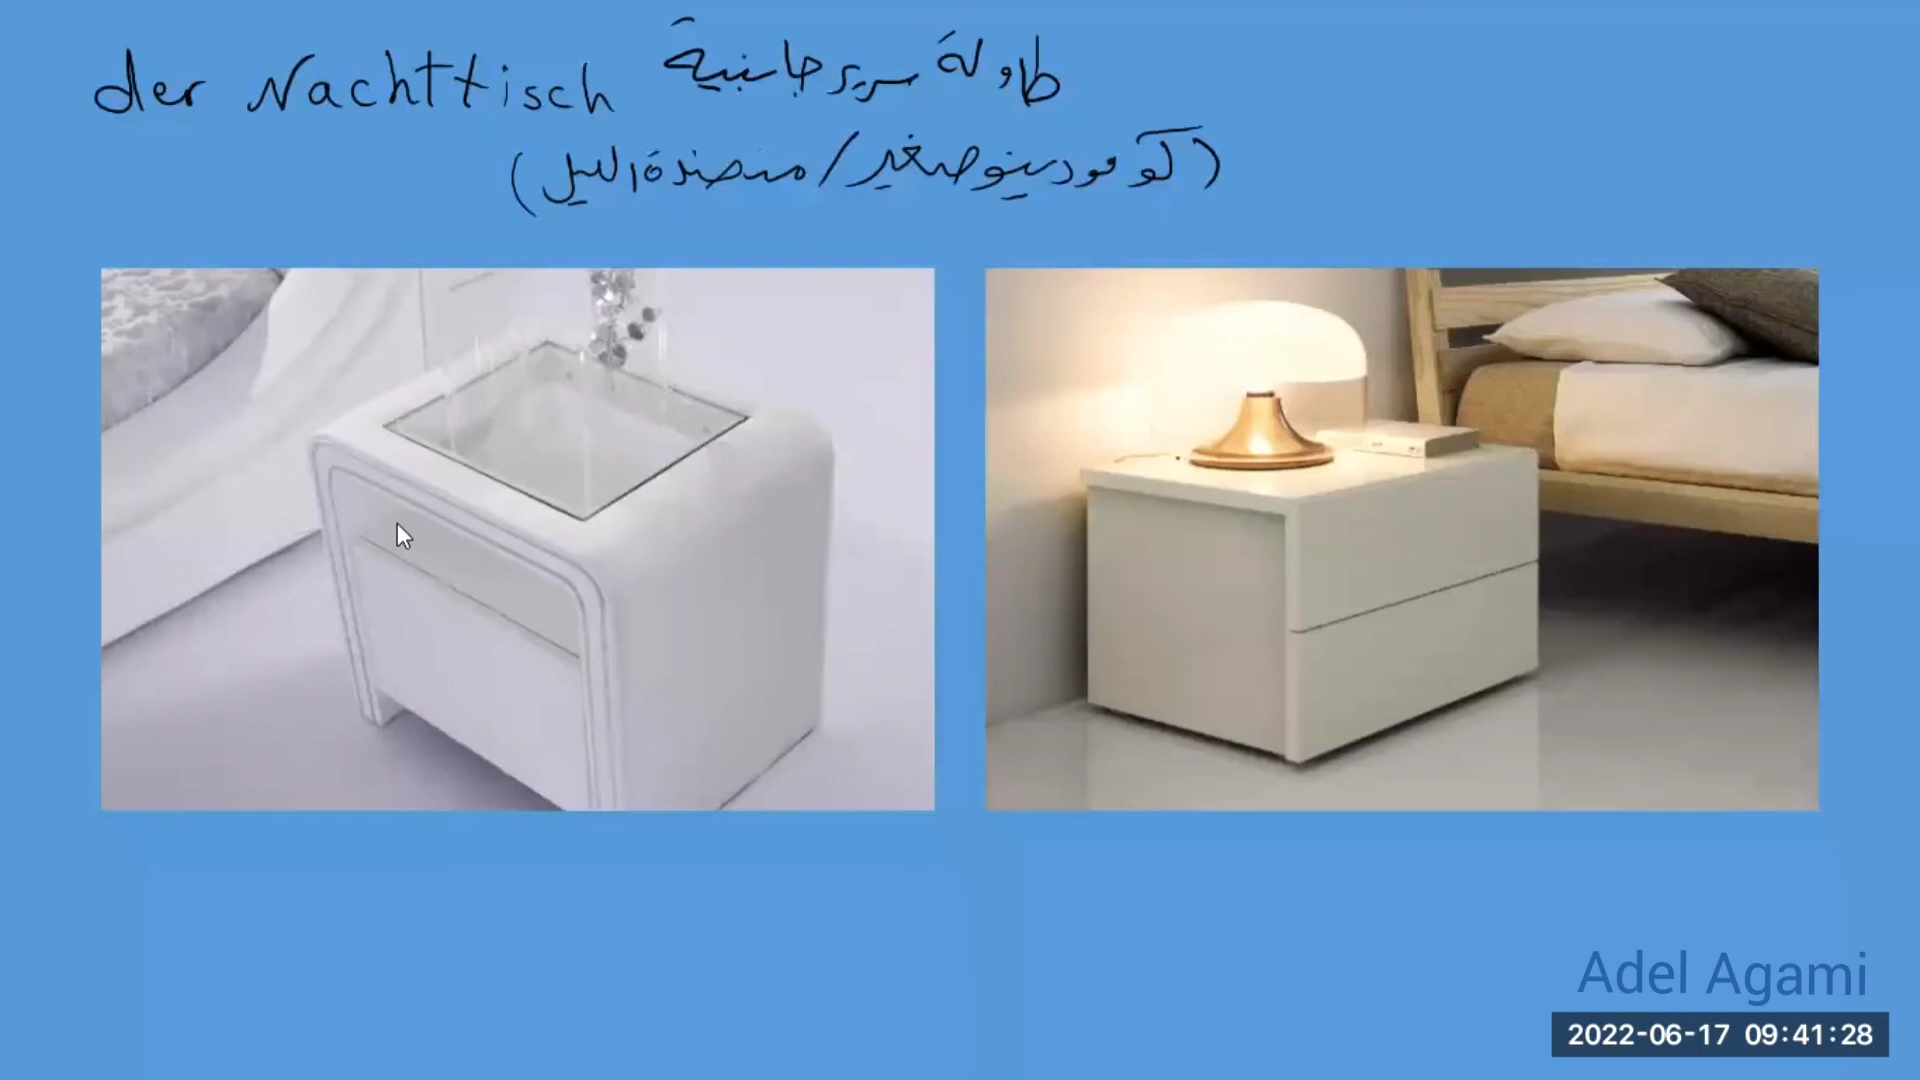 der Nachttisch طاولة سرير جانبية
(كومودينو صغير/منضدة الليل)
Adel Agami
2022-06-17 09:41:28